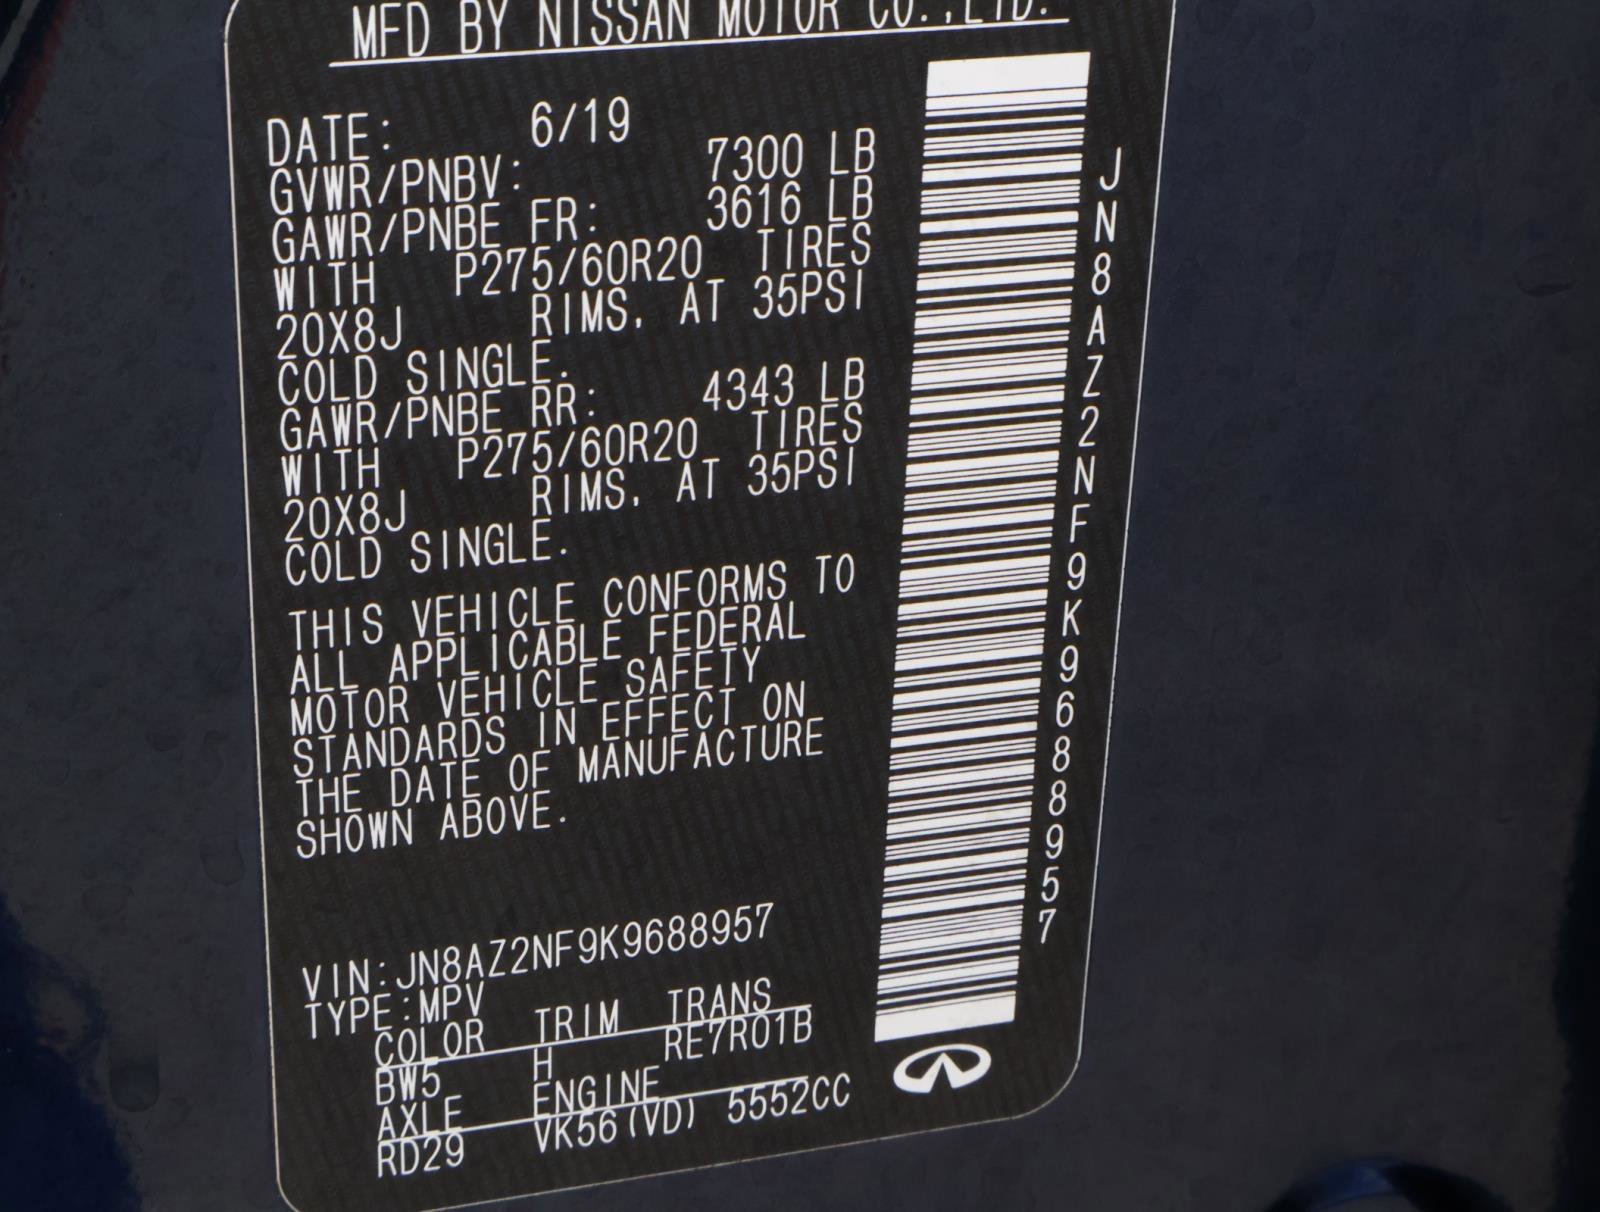 MFD BY NISSAN MOTOR CO.,LTD.
DATE: 6/19
GVWR/PNBV: 7300 LB
GAWR/PNBE FR: 3616 LB
WITH P275/60R20 TIRES
20X8J RIMS, AT 35PSI
COLD SINGLE.
GAWR/PNBE RR: 4343 LB
WITH P275/60R20 TIRES
20X8J RIMS, AT 35PSI
COLD SINGLE.
THIS VEHICLE CONFORMS TO
ALL APPLICABLE FEDERAL
MOTOR VEHICLE SAFETY
STANDARDS IN EFFECT ON
THE DATE OF MANUFACTURE
SHOWN ABOVE.
VIN:JN8AZ2NF9K9688957
TYPE:MPV
COLOR TRIM TRANS
BW5 H RE7R01B
AXLE ENGINE
RD29 VK56(VD) 5552CC
JN8AZ2NF9K9688957